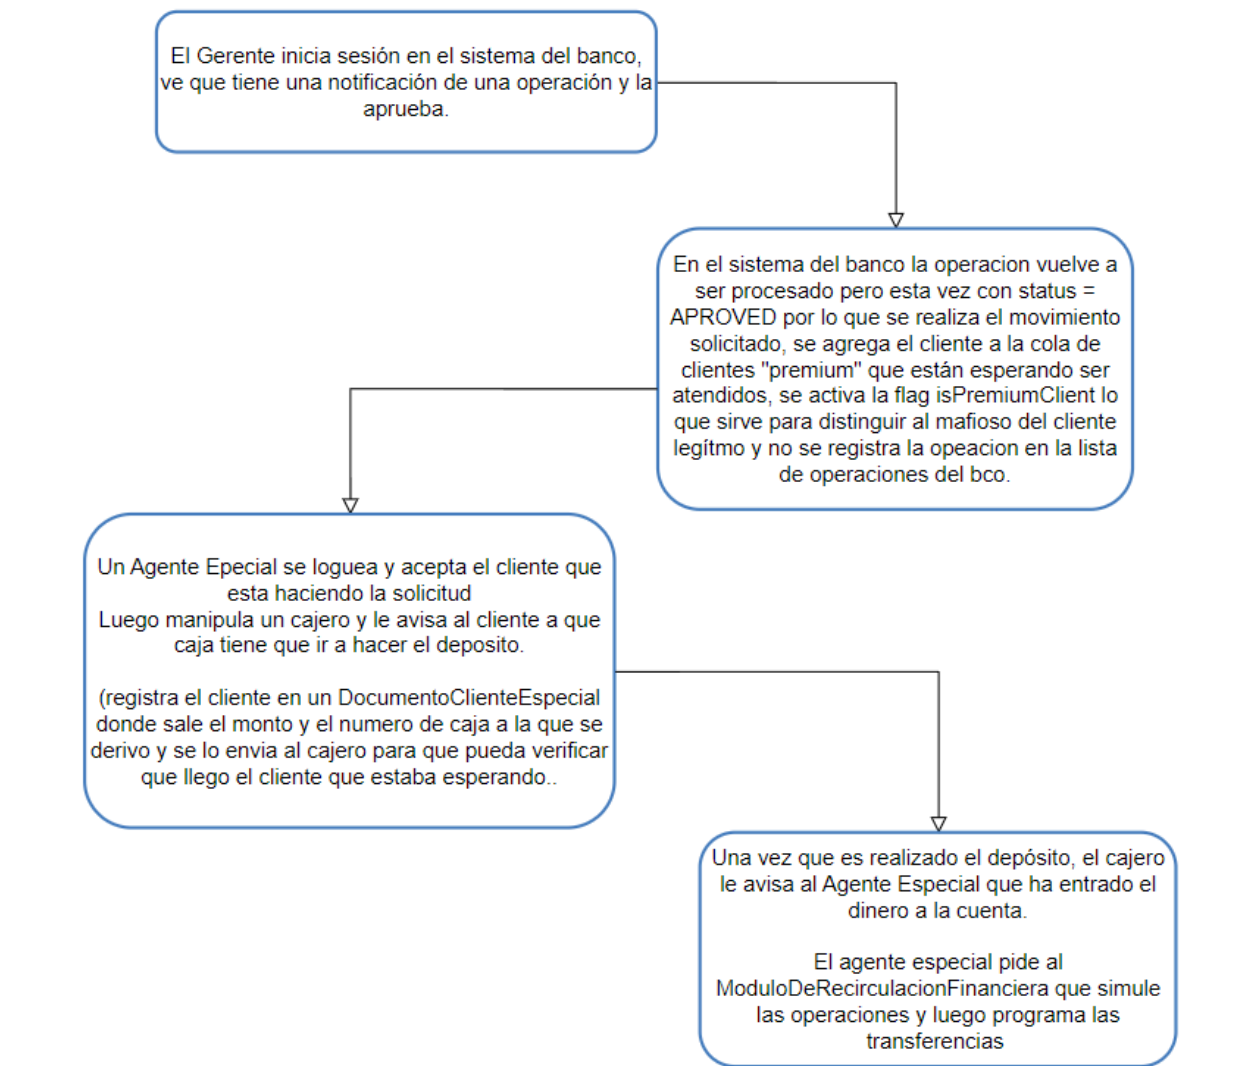 El Gerente inicia sesión en el sistema del banco,
ve que tiene una notificación de una operación y la
aprueba.
En el sistema del banco la operacion vuelve a
ser procesado pero esta vez con status =
APROVED por lo que se realiza el movimiento
solicitado, se agrega el cliente a la cola de
clientes "premium" que están esperando ser
atendidos, se activa la flag isPremiumClient lo
que sirve para distinguir al mafioso del cliente
legítmo y no se registra la opeacion en la lista
de operaciones del bco.
Un Agente Epecial se loguea y acepta el cliente que
esta haciendo la solicitud
Luego manipula un cajero y le avisa al cliente a que
caja tiene que ir a hacer el deposito.
(registra el cliente en un DocumentoClienteEspecial
donde sale el monto y el numero de caja a la que se
derivo y se lo envia al cajero para que pueda verificar
que llego el cliente que estaba esperando..
Una vez que es realizado el depósito, el cajero
le avisa al Agente Especial que ha entrado el
dinero a la cuenta.
El agente especial pide al
ModuloDeRecirculacionFinanciera que simule
las operaciones y luego programa las
transferencias